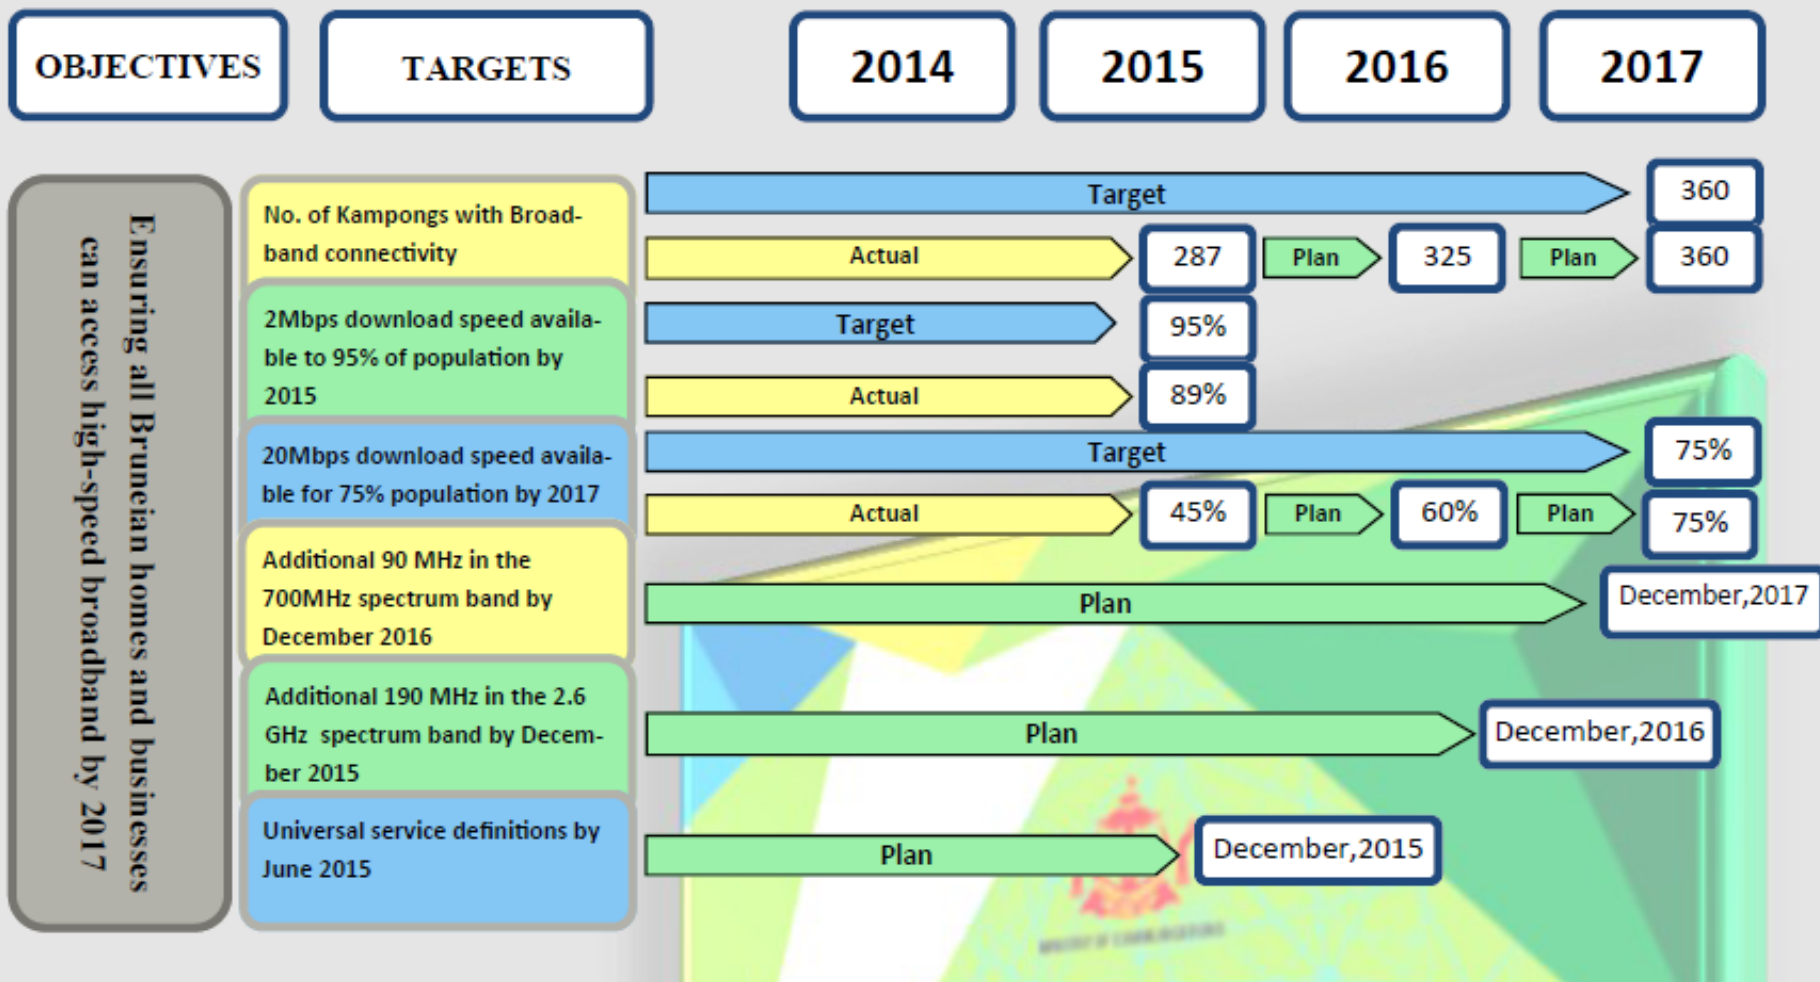 OBJECTIVES
TARGETS
2014
2015
2016
2017
Ensuring all Bruneian homes and businesses
can access high-speed broadband by 2017
No. of Kampongs with Broad-
band connectivity
Target
360
Actual
287
Plan
325
Plan
360
2Mbps download speed availa-
ble to 95% of population by
2015
Target
95%
Actual
89%
20Mbps download speed availa-
ble for 75% population by 2017
Target
75%
Actual
45%
Plan
60%
Plan
75%
Additional 90 MHz in the
700MHz spectrum band by
December 2016
Plan
December,2017
Additional 190 MHz in the 2.6
GHz spectrum band by Decem-
ber 2015
Plan
December,2016
Universal service definitions by
June 2015
Plan
December,2015